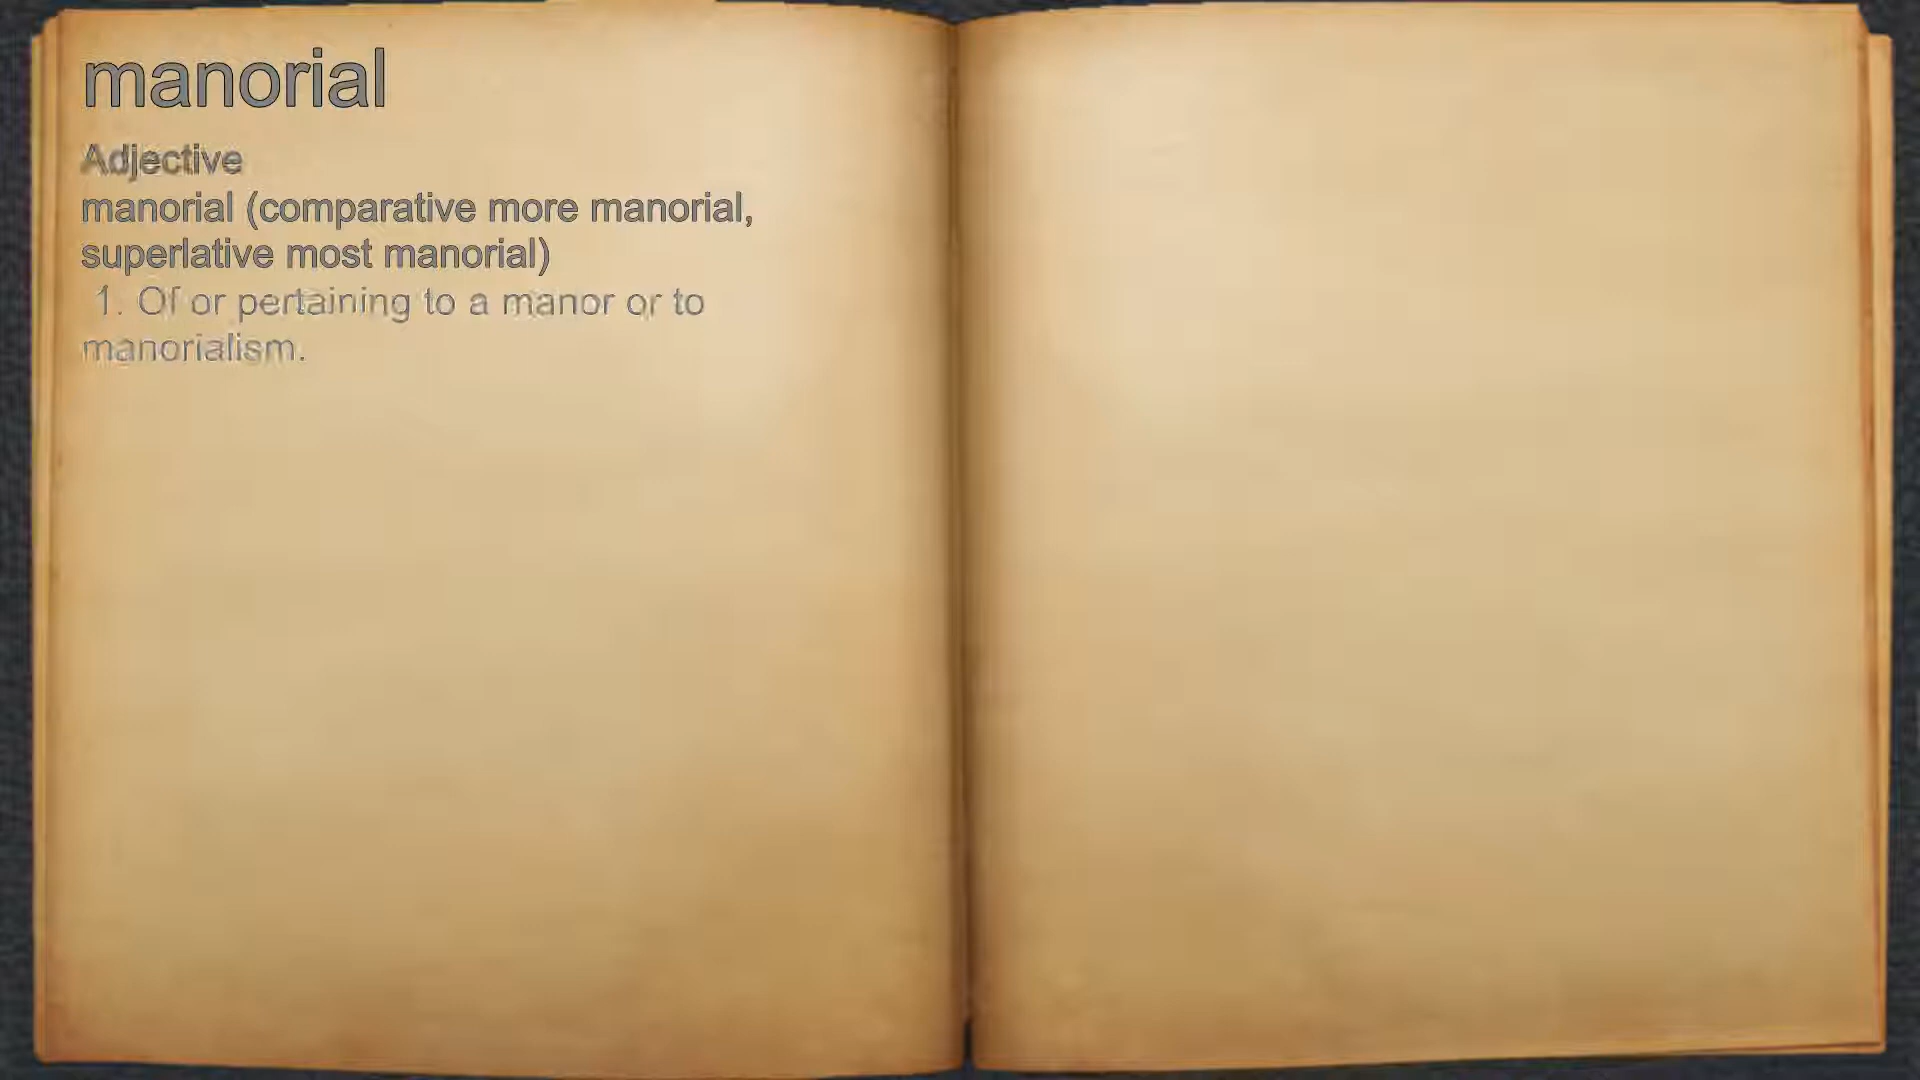 manorial
Adjective
manorial (comparative more manorial,
superlative most manorial)
1. Of or pertaining to a manor or to
manorialism.